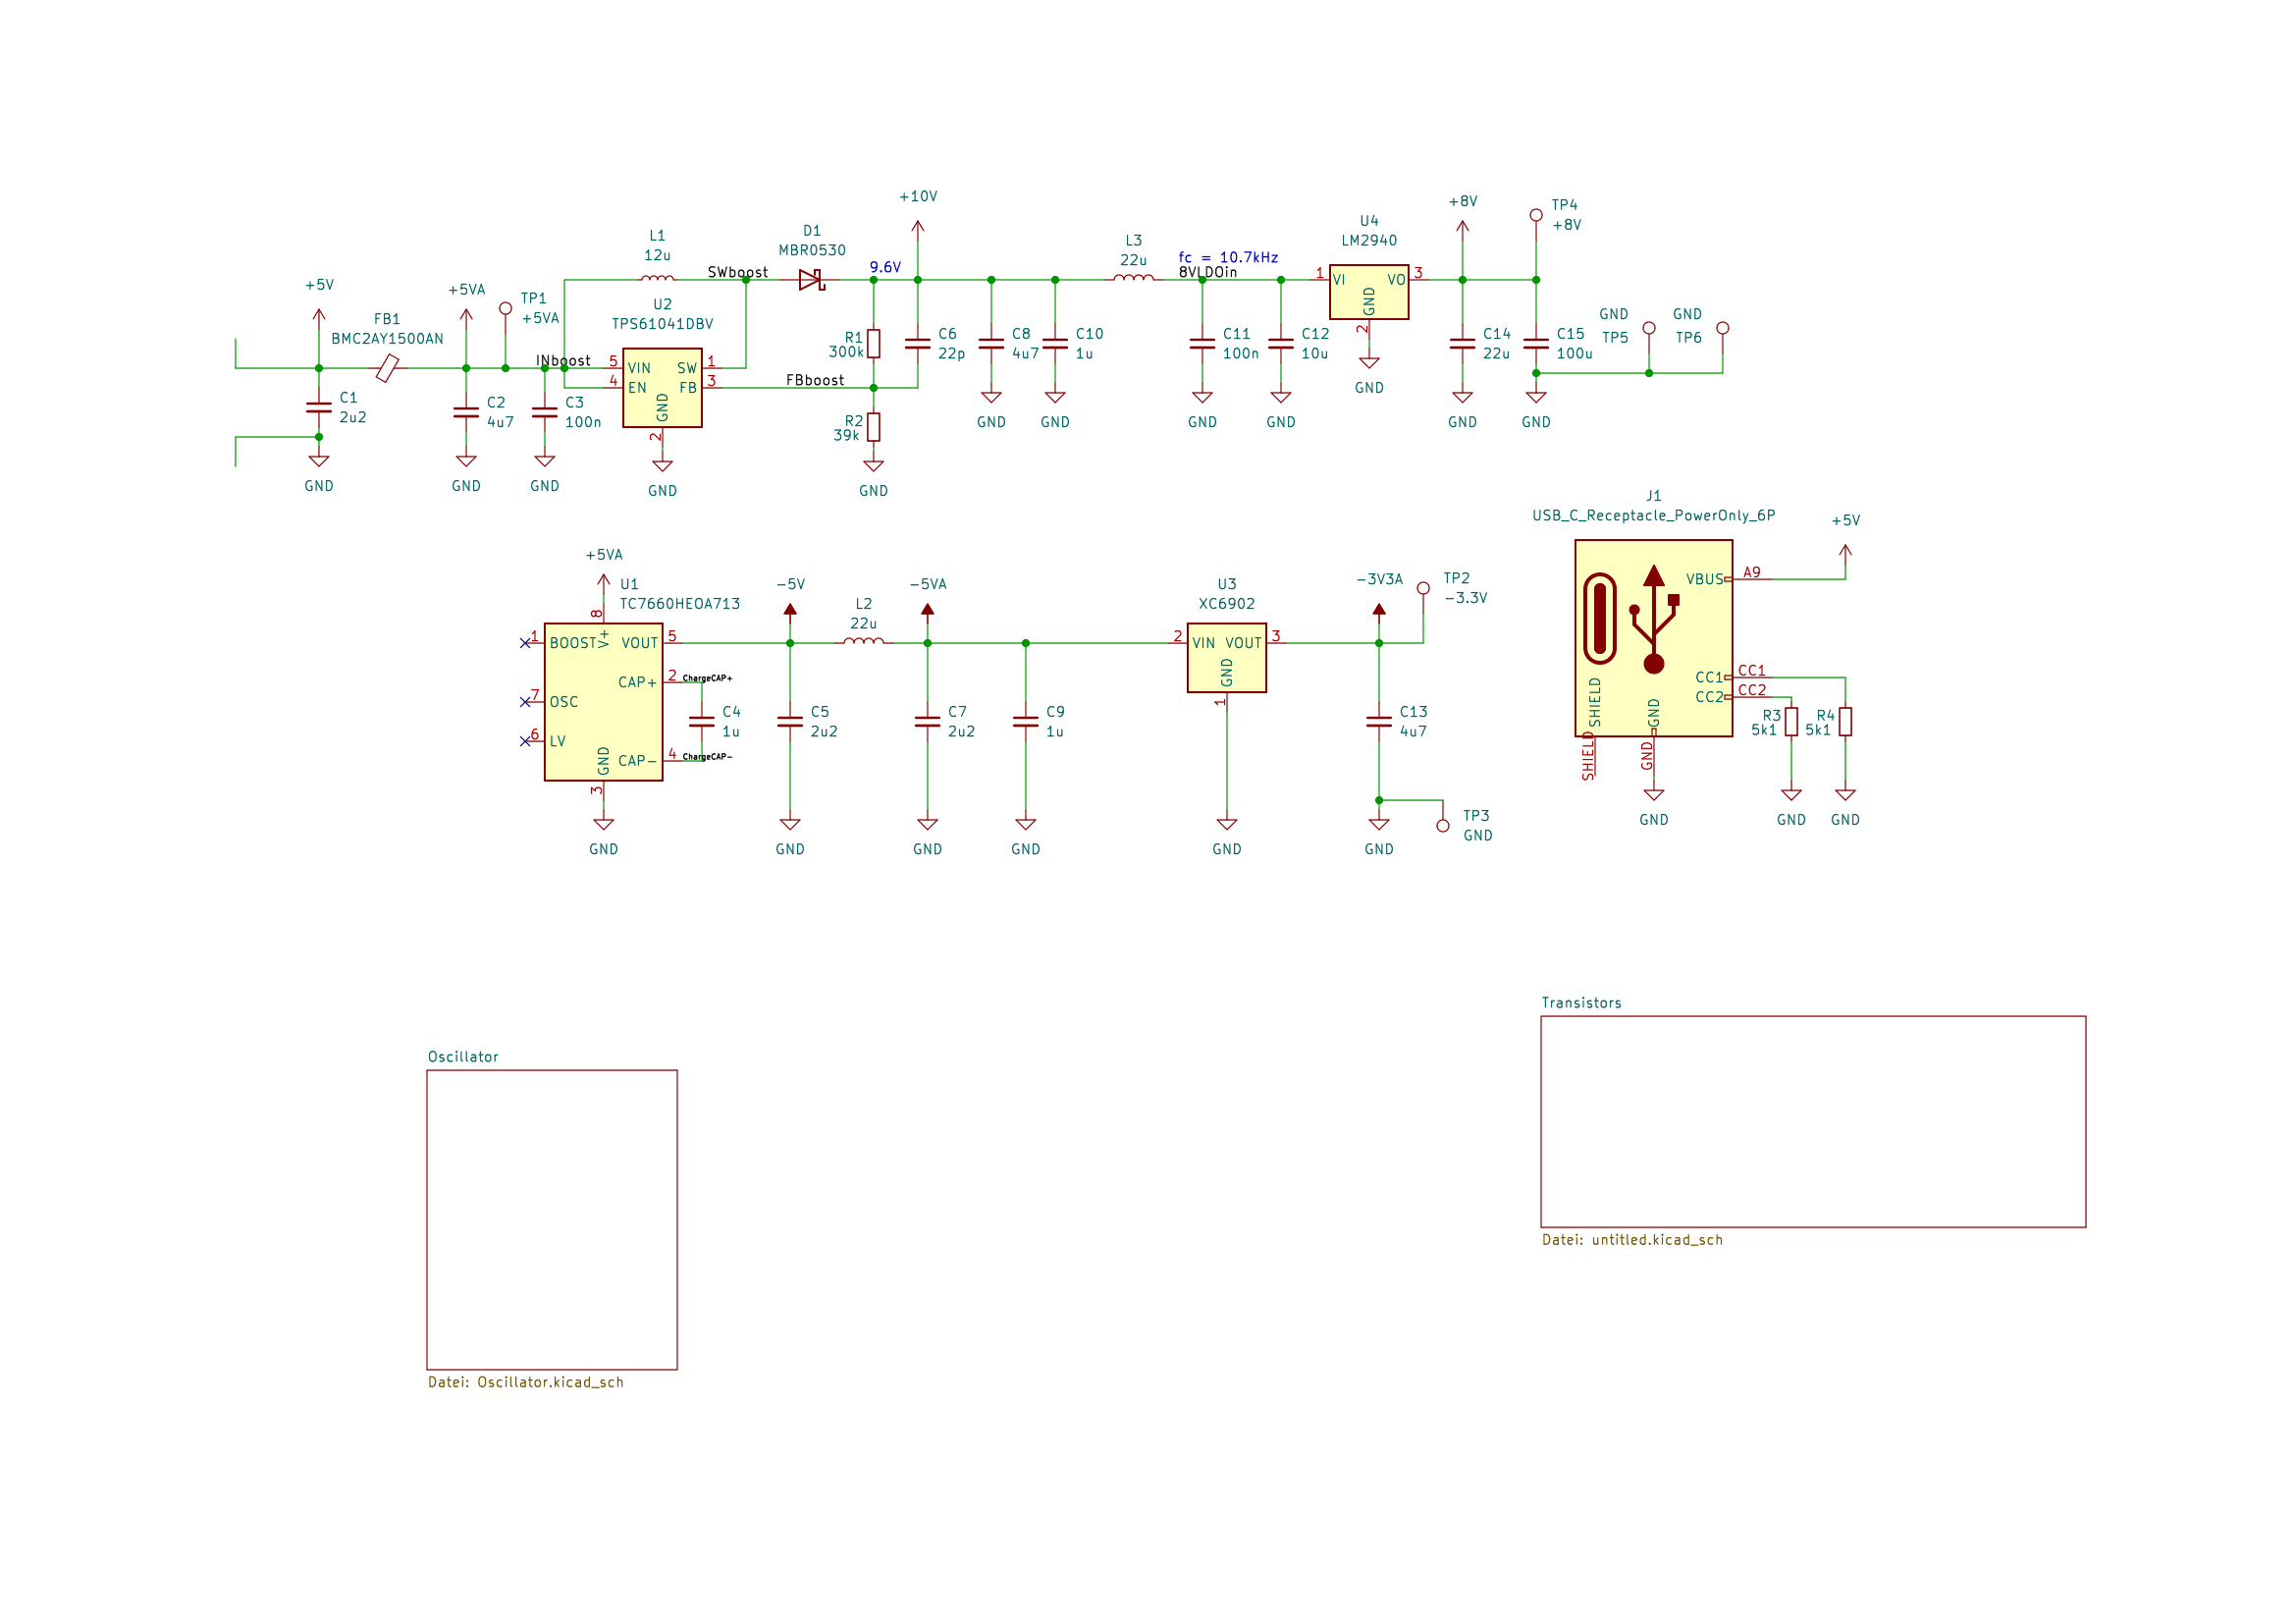 +10V
+8V
TP4
+8V
U4
LM2940
D1
MBR0530
L1
12u
L3
22u
fc = 10.7kHz
8VLDOin
SWboost
9.6V
1
VI
VO
3
GND
2
GND
+5V
+5VA
TP1
+5VA
FB1
BMC2AY1500AN
U2
TPS61041DBV
INboost
5
VIN
SW
1
4
EN
FB
3
GND
2
GND
FBboost
R1
300k
R2
39k
GND
C6
22p
C8
4u7
GND
C10
1u
GND
C11
100n
GND
C12
10u
GND
C14
22u
GND
C15
100u
GND
GND
TP5
GND
TP6
C1
2u2
GND
C2
4u7
GND
C3
100n
GND
J1
USB_C_Receptacle_PowerOnly_6P
+5V
VBUS
A9
CC1
CC1
CC2
CC2
SHIELD
SHIELD
GND
GND
GND
R3
5k1
GND
R4
5k1
GND
+5VA
U1
TC7660HEOA713
8
V+
1
BOOST
VOUT
5
CAP+
2
ChargeCAP+
7
OSC
6
LV
CAP-
4
ChargeCAP-
GND
3
GND
C4
1u
-5V
C5
2u2
GND
L2
22u
-5VA
C7
2u2
GND
C9
1u
GND
U3
XC6902
2
VIN
VOUT
3
GND
1
GND
-3V3A
TP2
-3.3V
C13
4u7
GND
TP3
GND
Transistors
Datei: untitled.kicad_sch
Oscillator
Datei: Oscillator.kicad_sch